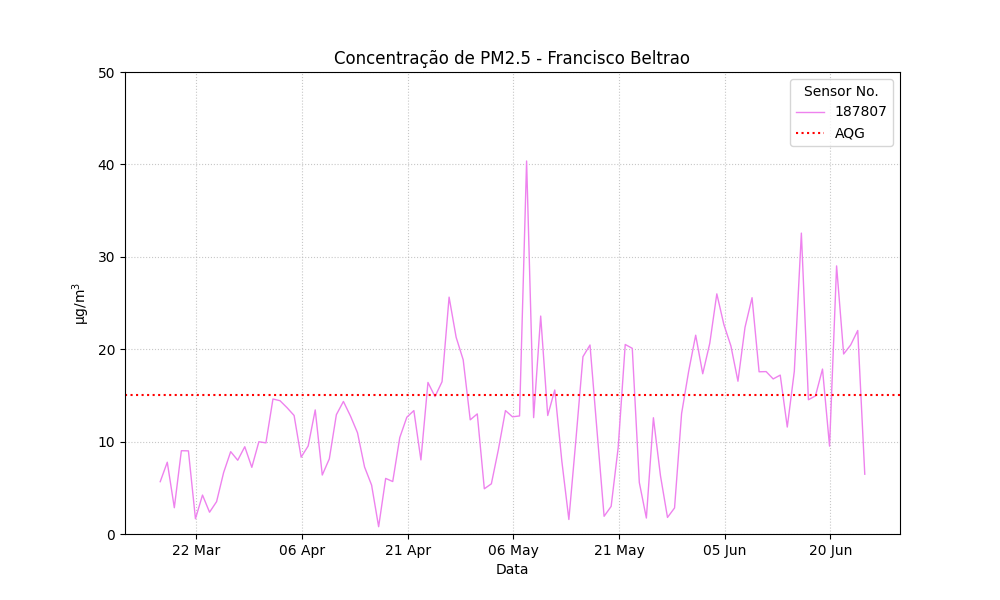 Concentração de PM2.5 - Francisco Beltrao
Sensor No.
187807
AQG
50
40
30
20
10
0
µg/m³
22 Mar
06 Apr
21 Apr
06 May
21 May
05 Jun
20 Jun
Data